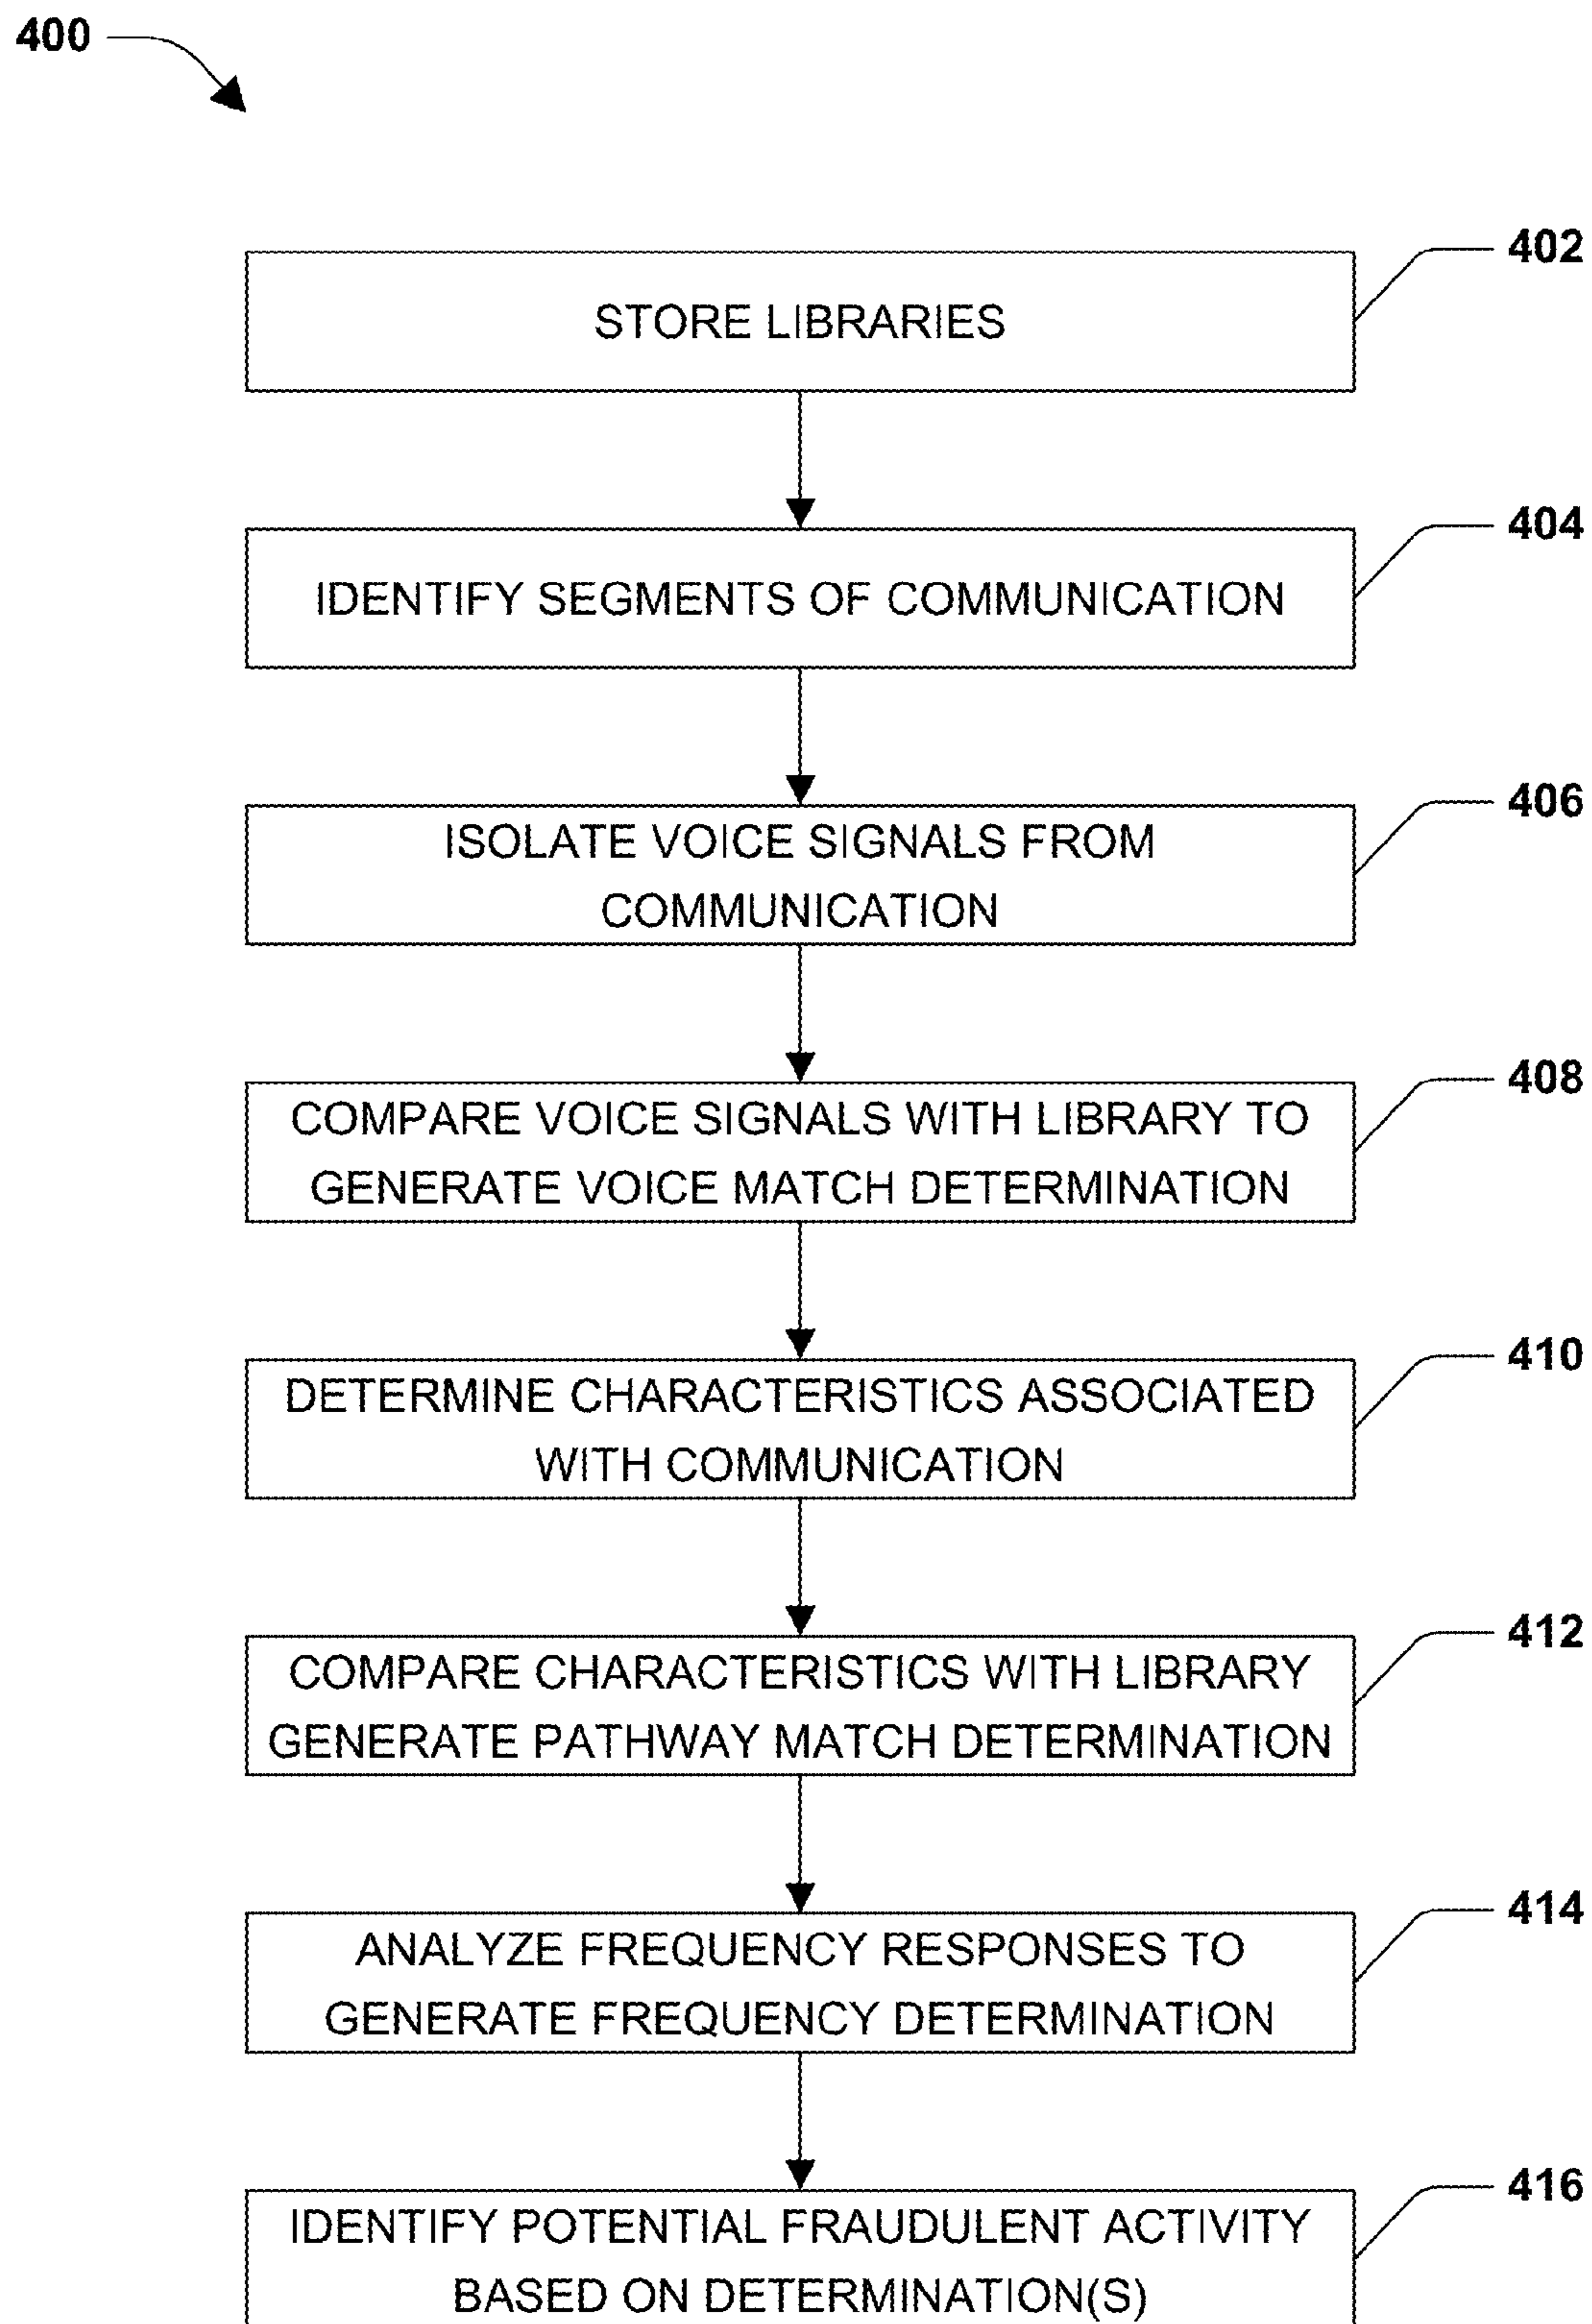 400
402
STORE LIBRARIES
404
IDENTIFY SEGMENTS OF COMMUNICATION
406
ISOLATE VOICE SIGNALS FROM
COMMUNICATION
408
COMPARE VOICE SIGNALS WITH LIBRARY TO
GENERATE VOICE MATCH DETERMINATION
410
DETERMINE CHARACTERISTICS ASSOCIATED
WITH COMMUNICATION
412
COMPARE CHARACTERISTICS WITH LIBRARY
GENERATE PATHWAY MATCH DETERMINATION
414
ANALYZE FREQUENCY RESPONSES TO
GENERATE FREQUENCY DETERMINATION
416
IDENTIFY POTENTIAL FRAUDULENT ACTIVITY
BASED ON DETERMINATION(S)